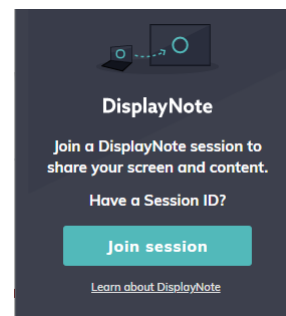 DisplayNote
Join a DisplayNote session to
share your screen and content.
Have a Session ID?
Join session
Learn about DisplayNote